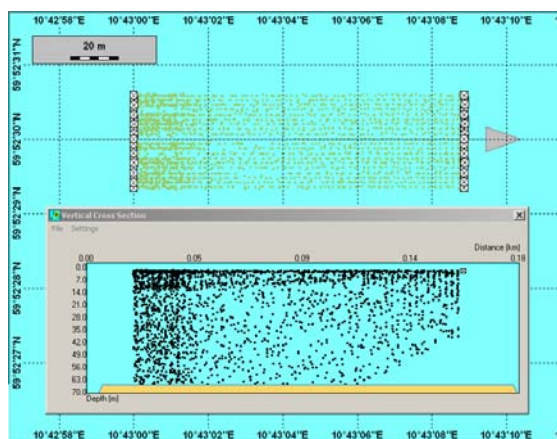 10°42'58"E 10°43'00"E 10°43'02"E 10°43'04"E 10°43'06"E 10°43'08"E 10°43'10"E
20 m
59°52'31"N
59°52'30"N
59°52'29"N
59°52'28"N
59°52'27"N
Vertical Cross Section
File Settings
Distance [km]
0.00 0.05 0.09 0.14 0.18
0.0
7.0
14.0
21.0
28.0
35.0
42.0
49.0
56.0
63.0
70.0
Depth [m]
10°42'58"E 10°43'00"E 10°43'02"E 10°43'04"E 10°43'06"E 10°43'08"E 10°43'10"E